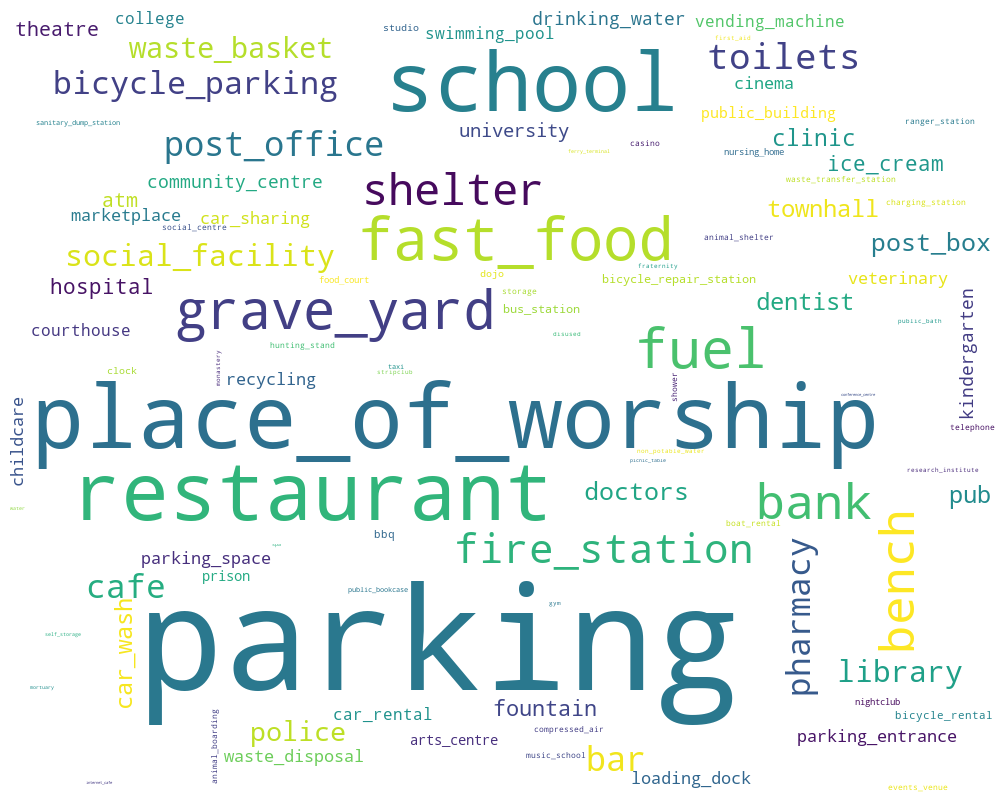 college
studio
drinking_water
vending_machine
theatre
swimming_pool
first_aid
waste_basket
school
toilets
bicycle_parking
cinema
public_building
sanitary_dump_station
university
ranger_station
post_office
casino
clinic
ferry_terminal
nursing_home
ice_cream
community_centre
shelter
waste_transfer_station
atm
marketplace
car_sharing
townhall
charging_station
social_centre
fast_food
animal_shelter
post_box
social_facility
fraternity
hospital
food_court
dojo
bicycle_repair_station
veterinary
grave_yard
storage
dentist
bus_station
public_bath
courthouse
disused
kindergarten
hunting_stand
fuel
monastery
taxi
clock
stripclub
recycling
shower
place_of_worship
conference_centre
childcare
telephone
non_potable_water
picnic_table
research_institute
restaurant
doctors
bank
pub
water
boat_rental
bench
bbq
fire_station
pharmacy
parking_space
prison
cafe
parking
public_bookcase
gym
car_wash
self_storage
library
mortuary
nightclub
fountain
car_rental
bicycle_rental
animal_boarding
police
compressed_air
arts_centre
parking_entrance
waste_disposal
music_school
bar
loading_dock
internet_cafe
events_venue